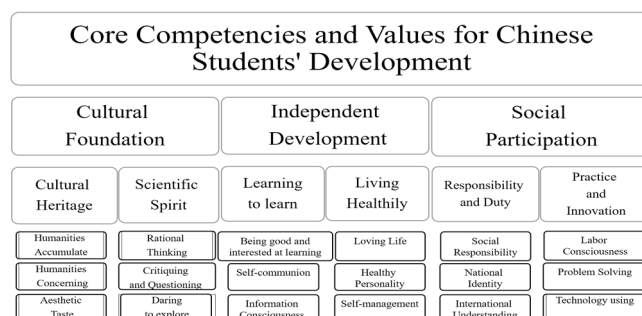 Core Competencies and Values for Chinese
Students' Development
Cultural
Foundation
Independent
Development
Social
Participation
Cultural
Heritage
Scientific
Spirit
Learning
to learn
Living
Healthily
Responsibility
and Duty
Practice
and
Innovation
Humanities
Accumulate
Rational
Thinking
Being good and
interested at learning
Loving Life
Social
Responsibility
Labor
Consciousness
Humanities
Concerning
Critiquing
and Questioning
Self-communion
Healthy
Personality
National
Identity
Problem Solving
Aesthetic
Taste
Daring
to explore
Information
Consciousness
Self-management
International
Understanding
Technology using